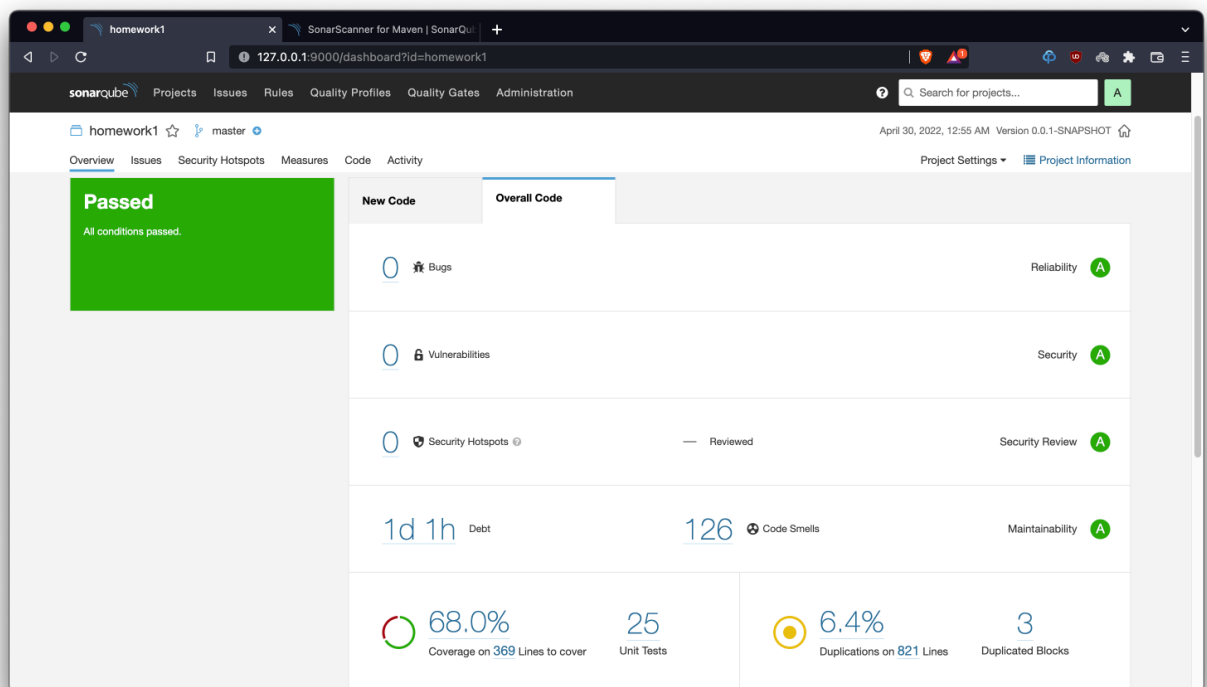 homework1
SonarScanner for Maven | SonarQu
127.0.0.1:9000/dashboard?id=homework1
1
sonarqube Projects Issues Rules Quality Profiles Quality Gates Administration
Search for projects...
A
homework1 master
April 30, 2022, 12:55 AM Version 0.0.1-SNAPSHOT
Overview Issues Security Hotspots Measures Code Activity
Project Settings Project Information
Passed
All conditions passed.
New Code
Overall Code
0 Bugs
Reliability A
0 Vulnerabilities
Security A
0 Security Hotspots
— Reviewed
Security Review A
1d 1h Debt
126 Code Smells
Maintainability A
68.0%
Coverage on 369 Lines to cover
25
Unit Tests
6.4%
Duplications on 821 Lines
3
Duplicated Blocks